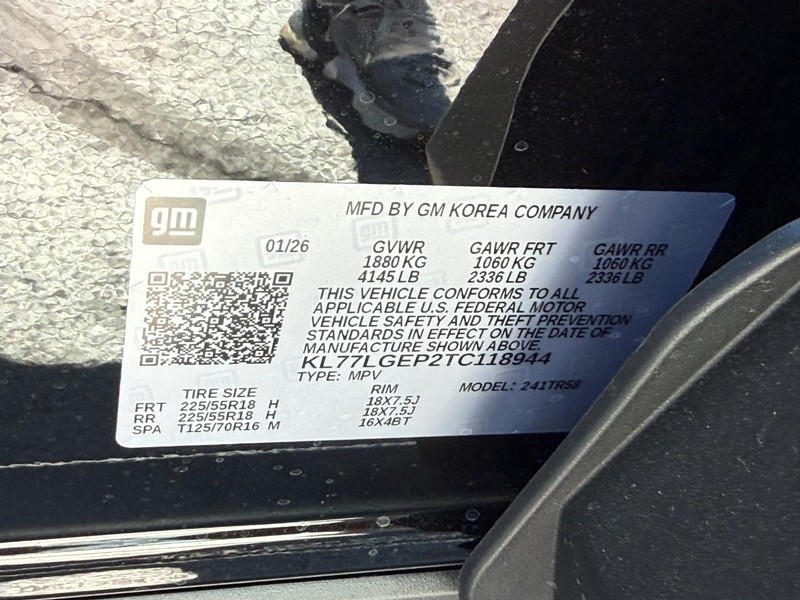 gm
MFD BY GM KOREA COMPANY
01/26 GVWR GAWR FRT GAWR RR
1880 KG 1060 KG 1060 KG
4145 LB 2336 LB 2336 LB
THIS VEHICLE CONFORMS TO ALL
APPLICABLE U.S. FEDERAL MOTOR
VEHICLE SAFETY AND THEFT PREVENTION
STANDARDS IN EFFECT ON THE DATE OF
MANUFACTURE SHOWN ABOVE.
KL77LGEP2TC118944
TYPE: MPV MODEL: 241TR58
TIRE SIZE RIM
FRT 225/55R18 H 18X7.5J
RR 225/55R18 H 18X7.5J
SPA T125/70R16 M 16X4BT